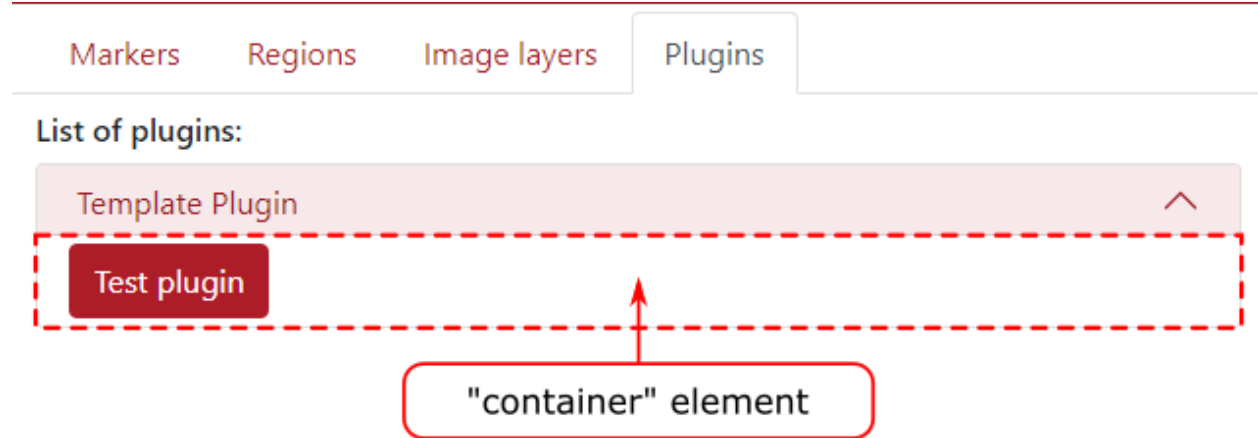 Markers Regions Image layers Plugins
List of plugins:
Template Plugin
Test plugin
"container" element